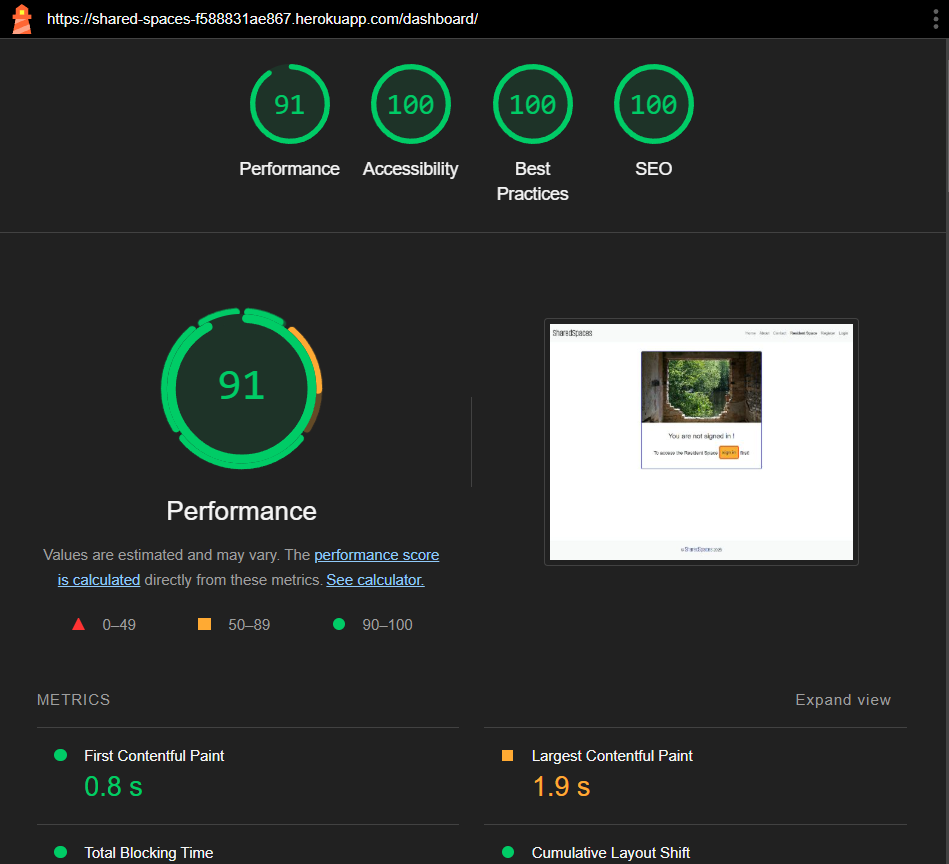 https://shared-spaces-f588831ae867.herokuapp.com/dashboard/
91
100
100
100
Performance
Accessibility
Best
Practices
SEO
91
Performance
Values are estimated and may vary. The performance score
is calculated directly from these metrics. See calculator.
0–49
50–89
90–100
SharedSpaces
Home About Contact Resident Space Register Login
You are not signed in !
To access the Resident Space sign in first!
© SharedSpaces.com
METRICS
Expand view
First Contentful Paint
0.8 s
Largest Contentful Paint
1.9 s
Total Blocking Time
Cumulative Layout Shift